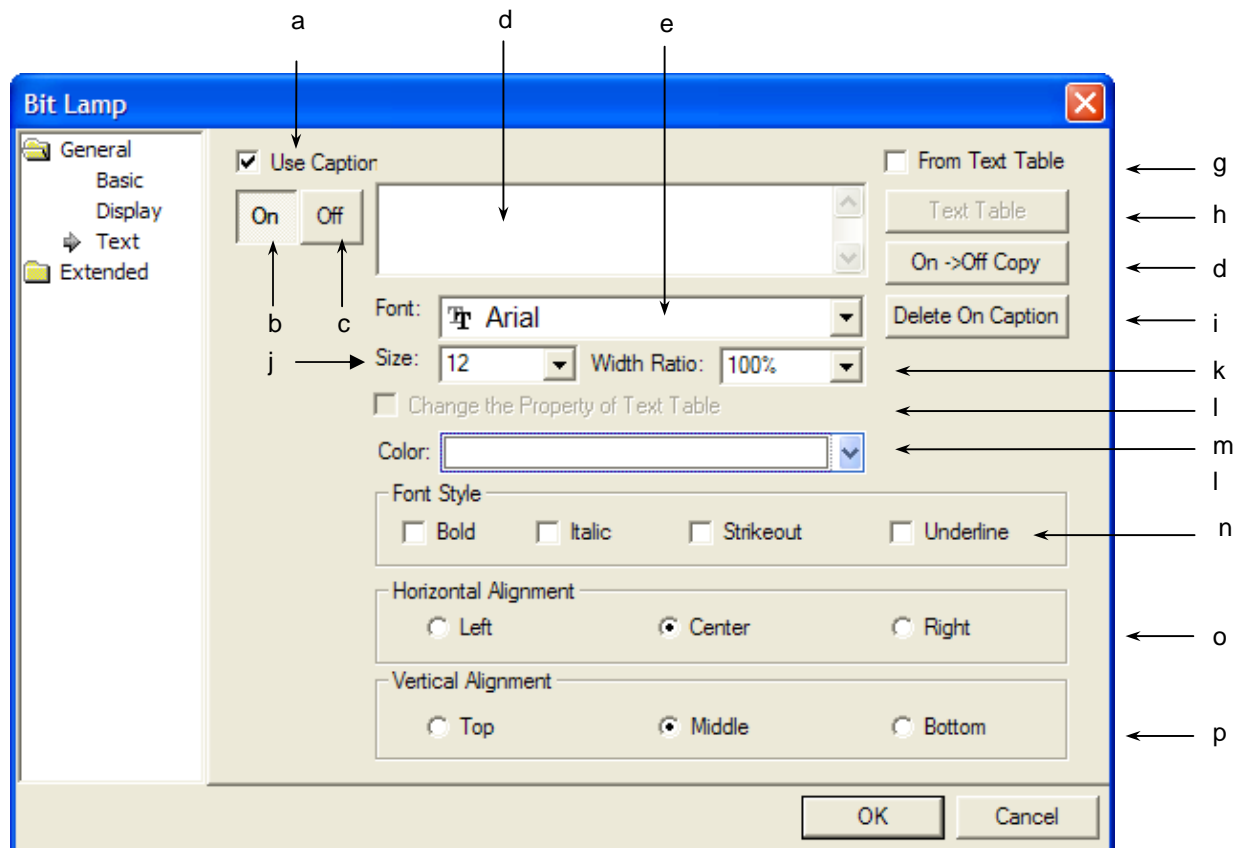 a d e
Bit Lamp
General
Basic
Display
Text
Extended
Use Caption
From Text Table g
On Off
Text Table h
On ->Off Copy d
b c
Font: Arial
Delete On Caption i
j Size: 12 Width Ratio: 100% k
Change the Property of Text Table l
Color: m
l
Font Style
Bold Italic Strikeout Underline n
Horizontal Alignment
Left Center Right o
Vertical Alignment
Top Middle Bottom p
OK Cancel